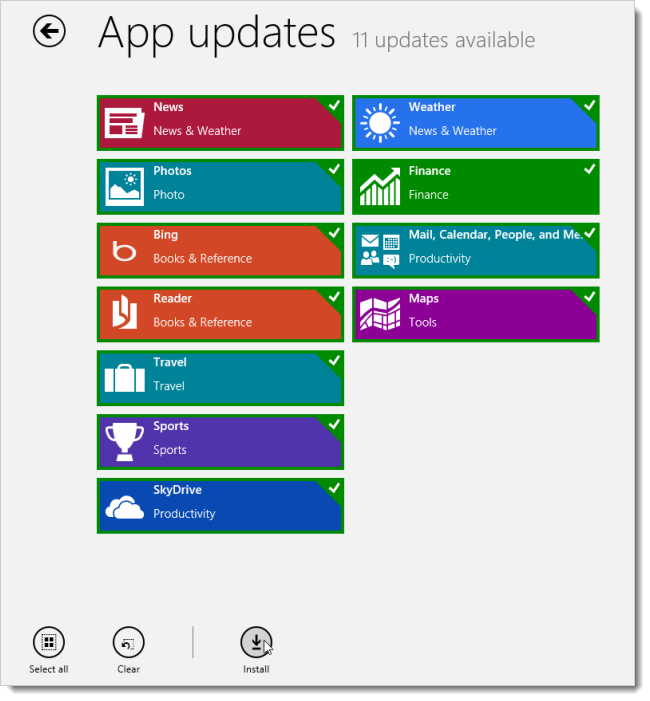 App updates 11 updates available
News
News & Weather
Photos
Photo
Bing
Books & Reference
Reader
Books & Reference
Travel
Travel
Sports
Sports
SkyDrive
Productivity
Weather
News & Weather
Finance
Finance
Mail, Calendar, People, and Me...
Productivity
Maps
Tools
Select all
Clear
Install